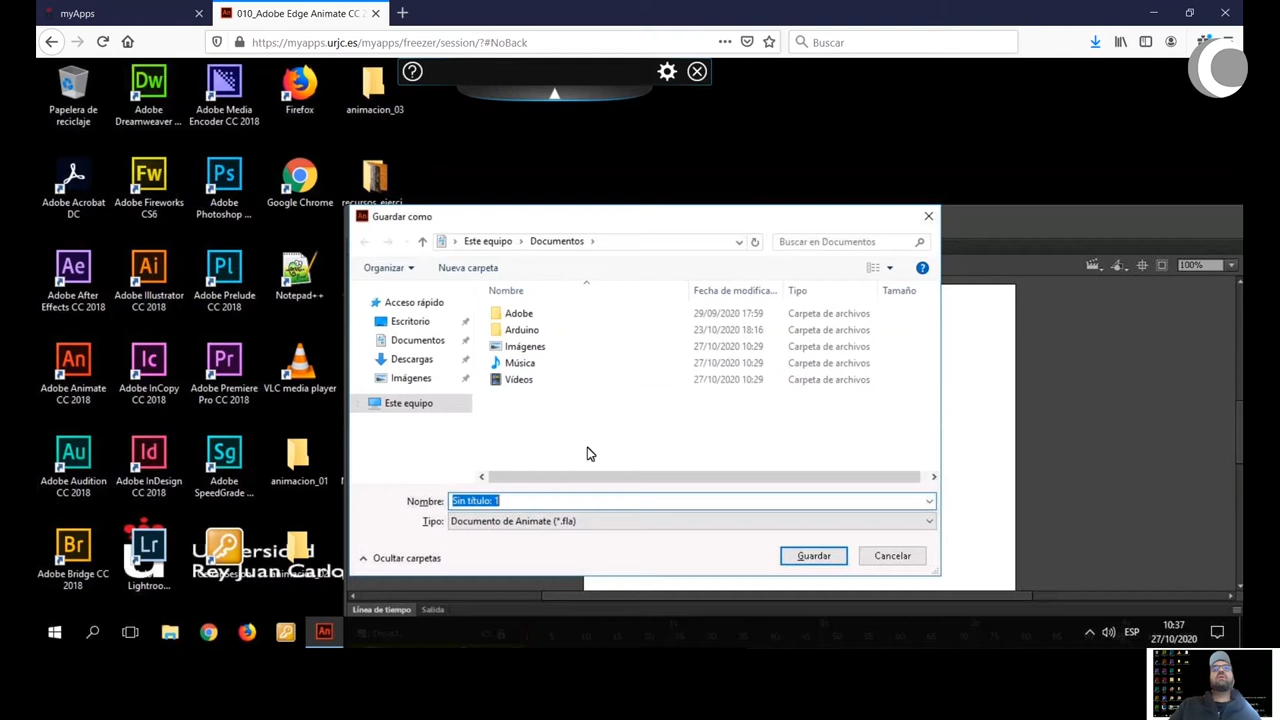 myApps
010_Adobe Edge Animate CC 2
https://myapps.urjc.es/myapps/freezer/session/?#NoBack
Buscar
Papelera de reciclaje
Adobe Dreamweaver ...
Adobe Media Encoder CC 2018
Firefox
animacion_03
Adobe Acrobat DC
Adobe Fireworks CS6
Adobe Photoshop ...
Google Chrome
recursos_ejerci
Adobe After Effects CC 2018
Adobe Illustrator CC 2018
Adobe Prelude CC 2018
Notepad++
Adobe Animate CC 2018
Adobe InCopy CC 2018
Adobe Premiere Pro CC 2018
VLC media player
Adobe Audition CC 2018
Adobe InDesign CC 2018
Adobe SpeedGrade ...
animacion_01
Adobe Bridge CC 2018
Adobe Lightroo...
Universidad
Rey Juan Carlo
Guardar como
Este equipo > Documentos >
Buscar en Documentos
Organizar
Nueva carpeta
Nombre Fecha de modifica... Tipo Tamaño
Acceso rápido
Escritorio
Documentos
Descargas
Imágenes
Este equipo
Adobe 29/09/2020 17:59 Carpeta de archivos
Arduino 23/10/2020 18:16 Carpeta de archivos
Imágenes 27/10/2020 10:29 Carpeta de archivos
Música 27/10/2020 10:29 Carpeta de archivos
Vídeos 27/10/2020 10:29 Carpeta de archivos
Nombre: Sin título: 1
Tipo: Documento de Animate (*.fla)
Ocultar carpetas
Guardar
Cancelar
100%
Línea de tiempo
Salida
ESP
10:37
27/10/2020